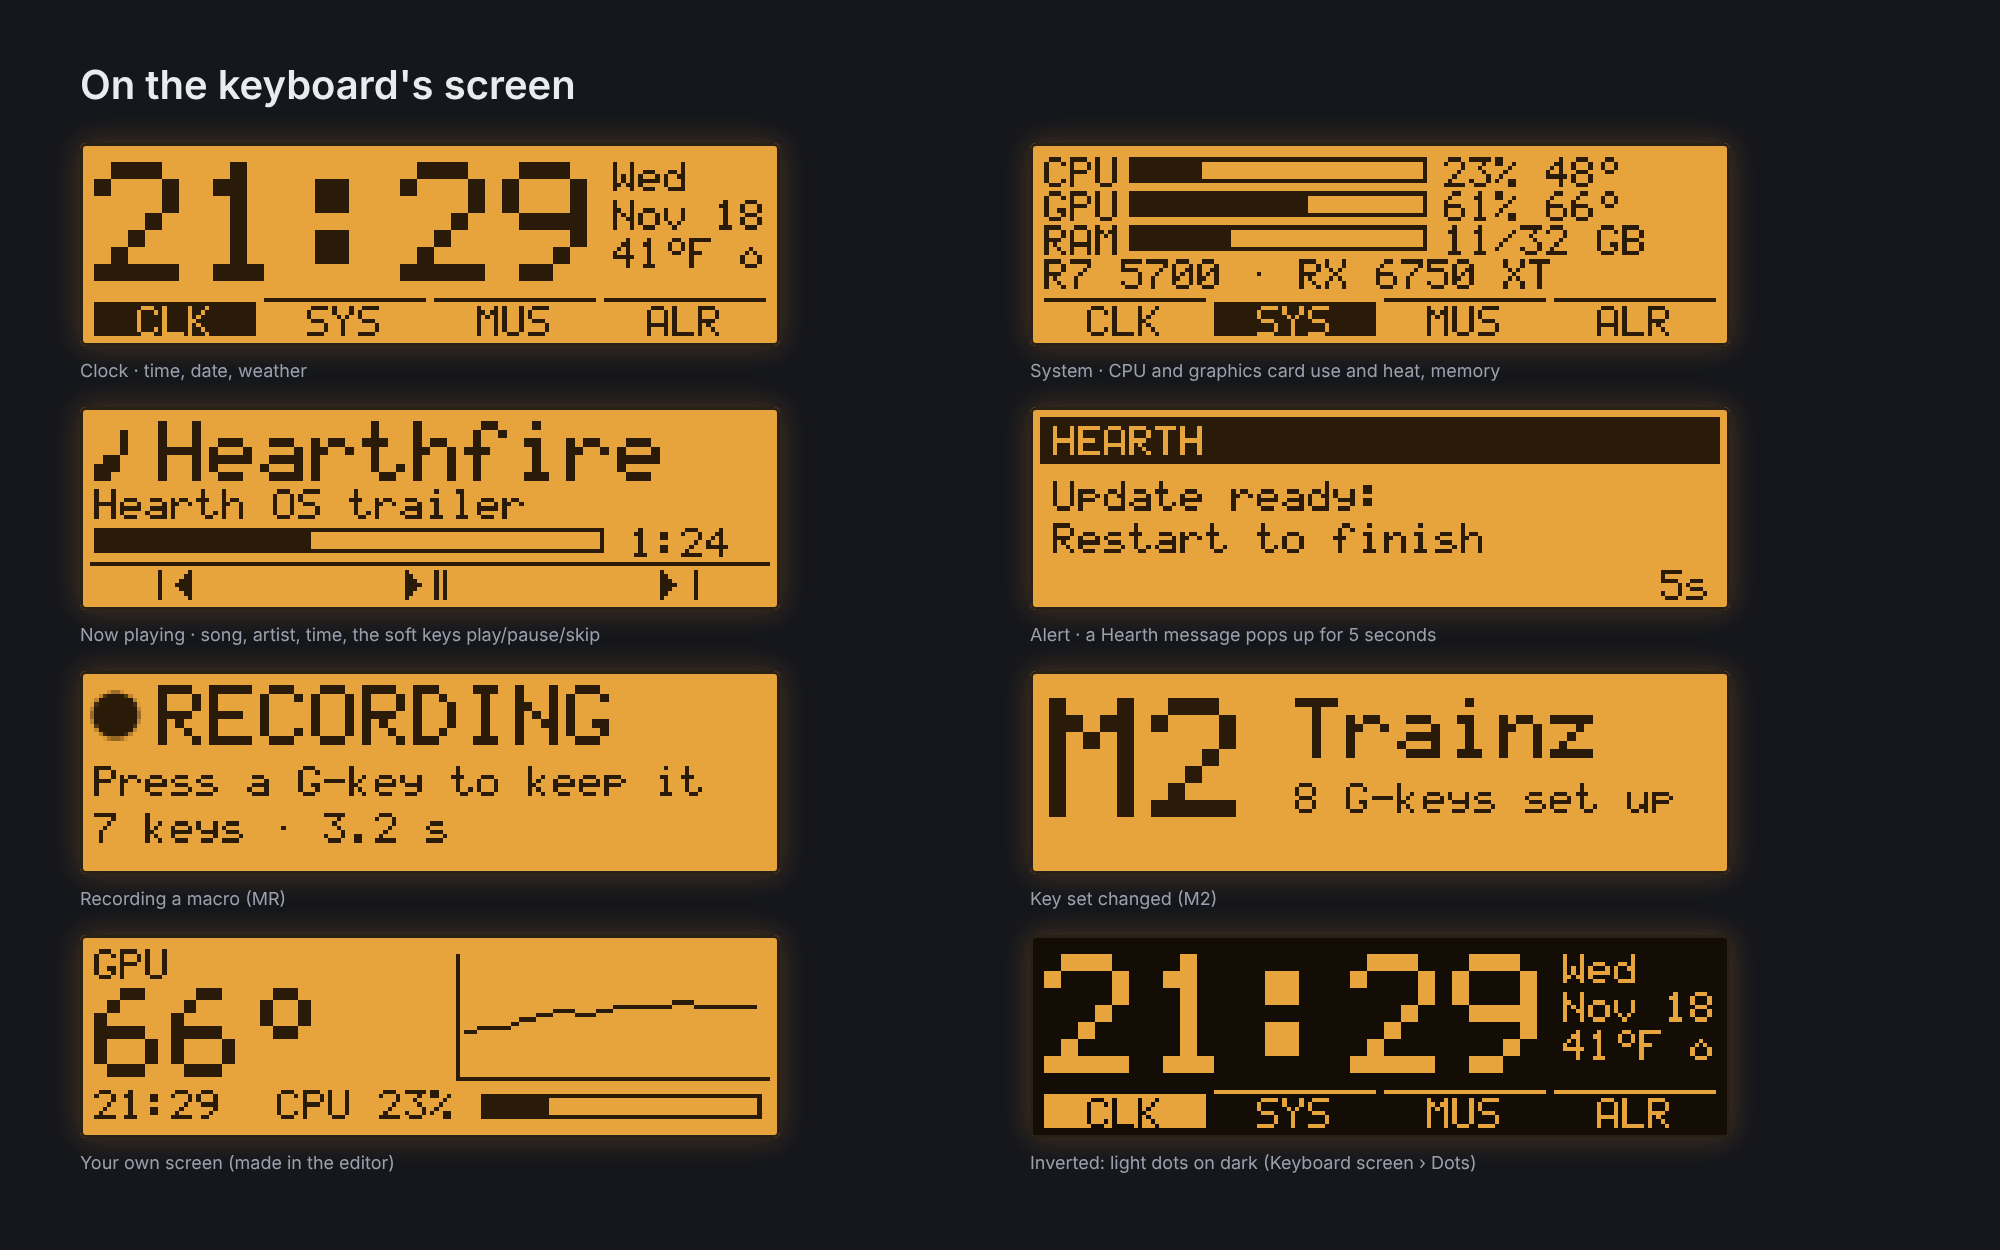 On the keyboard's screen
21:29
Wed
Nov 18
41°F
CLK SYS MUS ALR
Clock · time, date, weather
CPU 23% 48°
GPU 61% 66°
RAM 11/32 GB
R7 5700 · RX 6750 XT
CLK SYS MUS ALR
System · CPU and graphics card use and heat, memory
Hearthfire
Hearth OS trailer
1:24
Now playing · song, artist, time, the soft keys play/pause/skip
HEARTH
Update ready:
Restart to finish
5s
Alert · a Hearth message pops up for 5 seconds
RECORDING
Press a G-key to keep it
7 keys · 3.2 s
Recording a macro (MR)
M2 Trainz
8 G-keys set up
Key set changed (M2)
GPU
66°
21:29 CPU 23%
Your own screen (made in the editor)
21:29
Wed
Nov 18
41°F
CLK SYS MUS ALR
Inverted: light dots on dark (Keyboard screen › Dots)